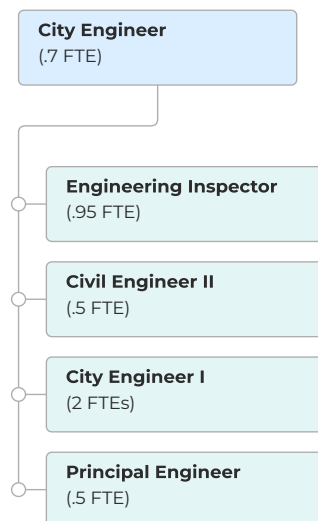 City Engineer
(.7 FTE)
Engineering Inspector
(.95 FTE)
Civil Engineer II
(.5 FTE)
City Engineer I
(2 FTEs)
Principal Engineer
(.5 FTE)